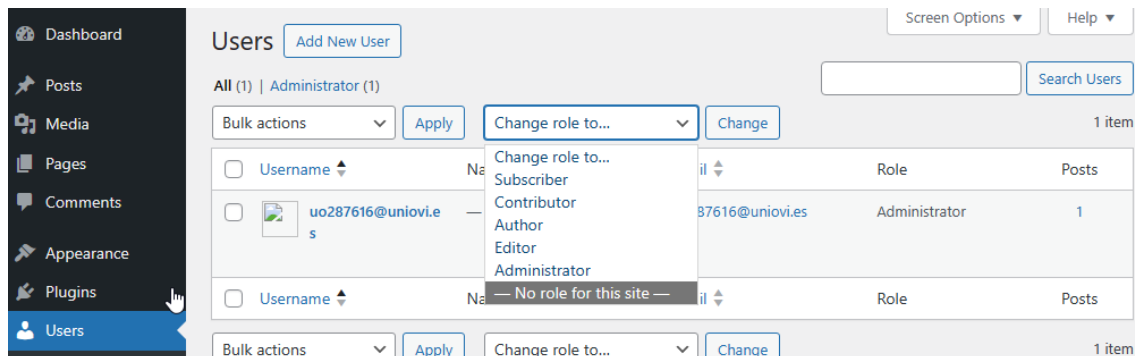 Dashboard
Posts
Media
Pages
Comments
Appearance
Plugins
Users
Screen Options ▼
Help ▼
Users
Add New User
All (1) | Administrator (1)
Search Users
Bulk actions
Apply
Change role to...
Change
1 item
Change role to...
Subscriber
Contributor
Author
Editor
Administrator
— No role for this site —
Username
Na
il
Role
Posts
uo287616@uniovi.e
s
—
87616@uniovi.es
Administrator
1
Username
Na
il
Role
Posts
Bulk actions
Apply
Change role to...
Change
1 item